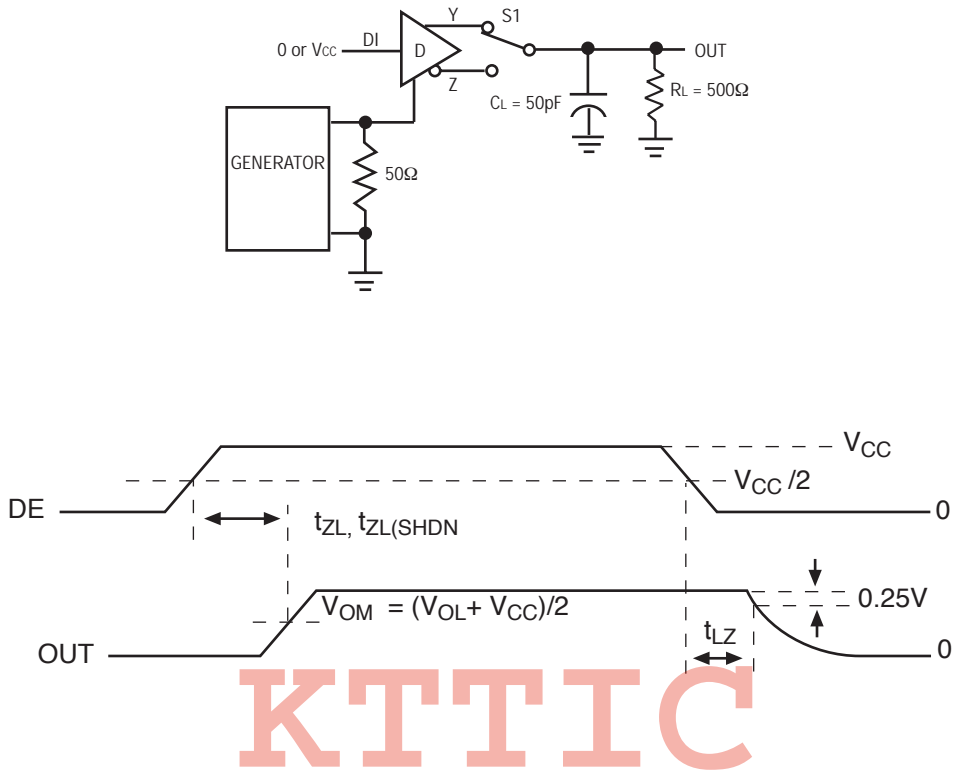 Y
S1
0 or VCC
DI
D
OUT
Z
CL = 50pF
RL = 500Ω
GENERATOR
50Ω
VCC
VCC /2
DE
0
tZL, tZL(SHDN
VOM = (VOL+ VCC)/2
0.25V
tLZ
OUT
0
KTTIC